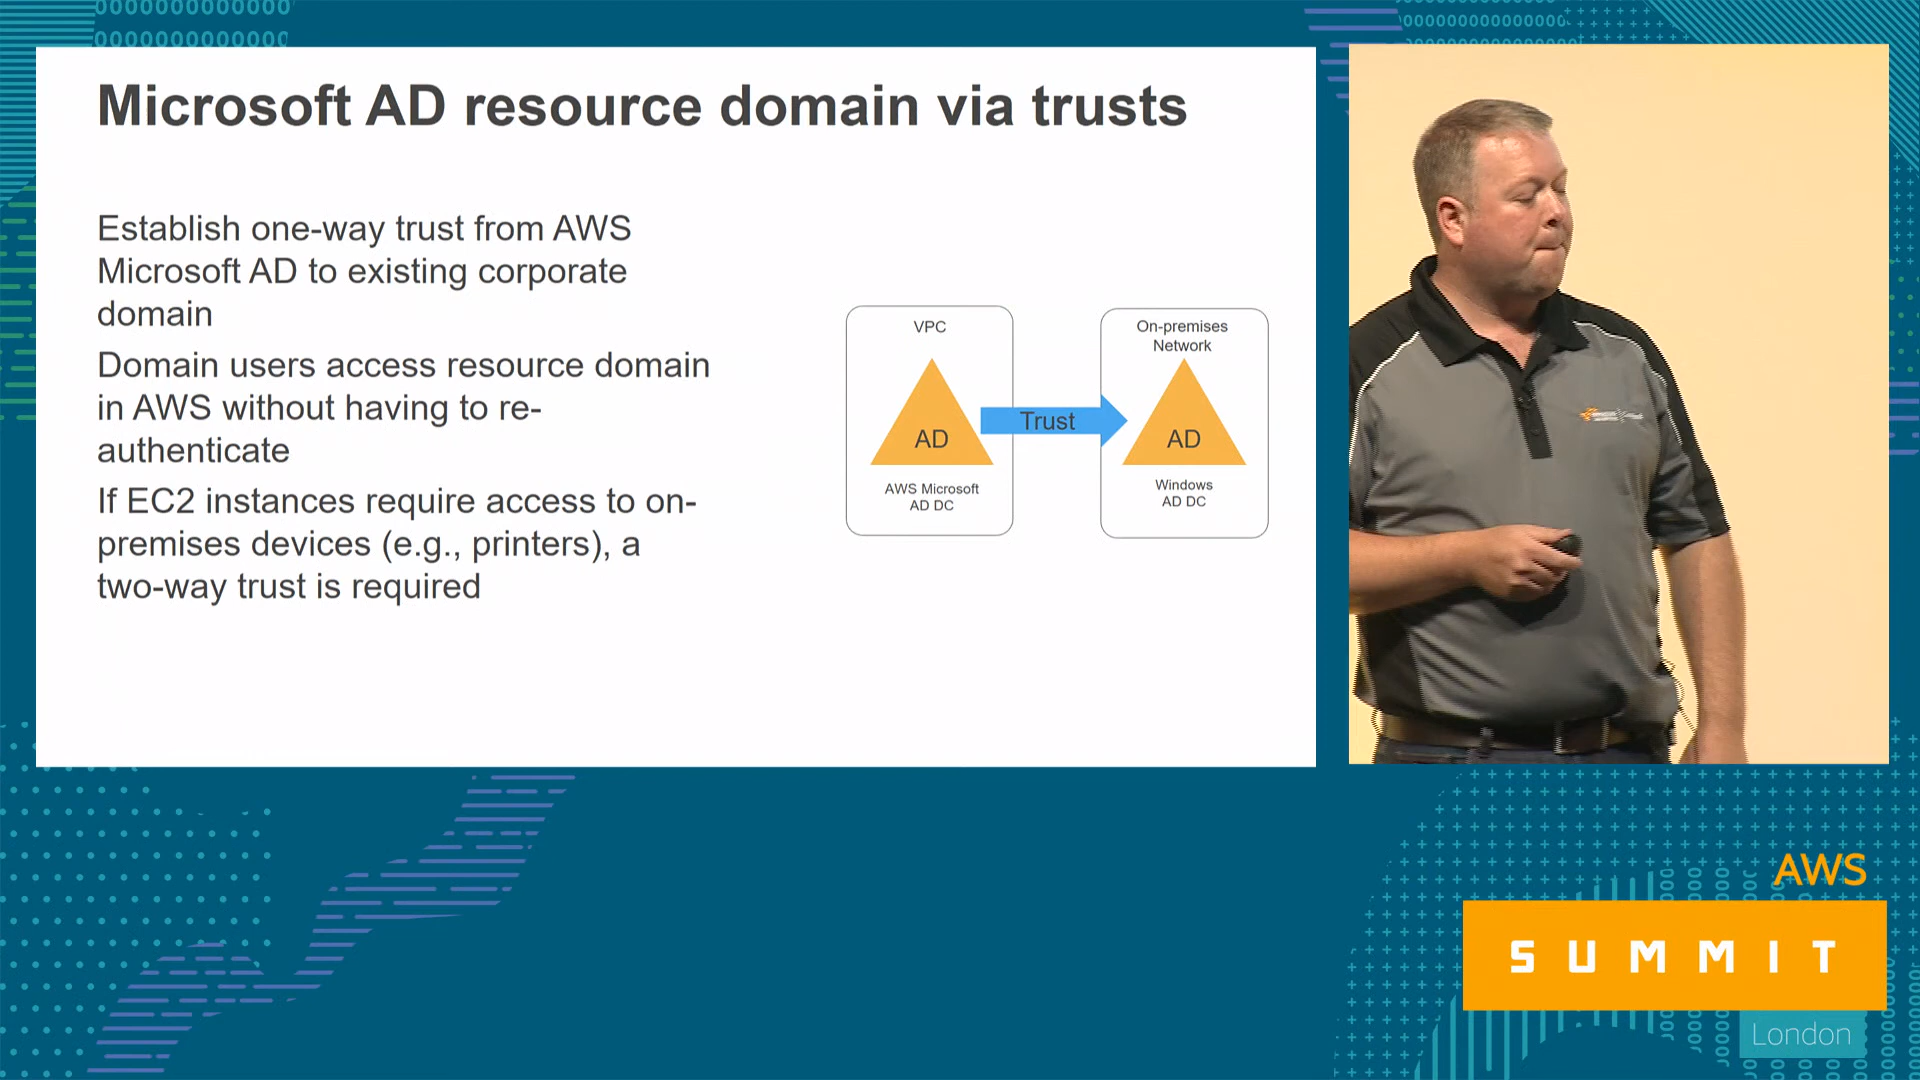 Microsoft AD resource domain via trusts
Establish one-way trust from AWS
Microsoft AD to existing corporate
domain
Domain users access resource domain
in AWS without having to re-
authenticate
If EC2 instances require access to on-
premises devices (e.g., printers), a
two-way trust is required
VPC
AD
AWS Microsoft
AD DC
Trust
On-premises
Network
AD
Windows
AD DC
AWS
SUMMIT
London